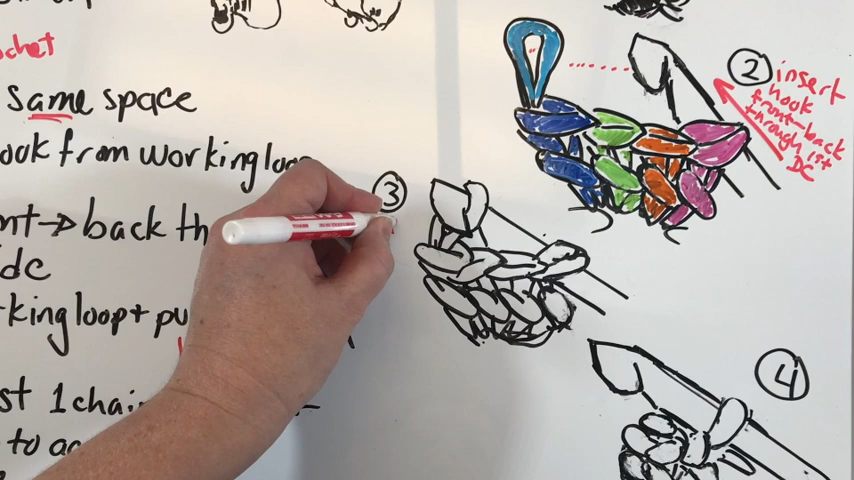 chet
same space
ook from working loo
nt → back th
dc
king loop + pu
st 1 chai
to ac
②
insert
hook
front-back
through 1st
DC
③
④